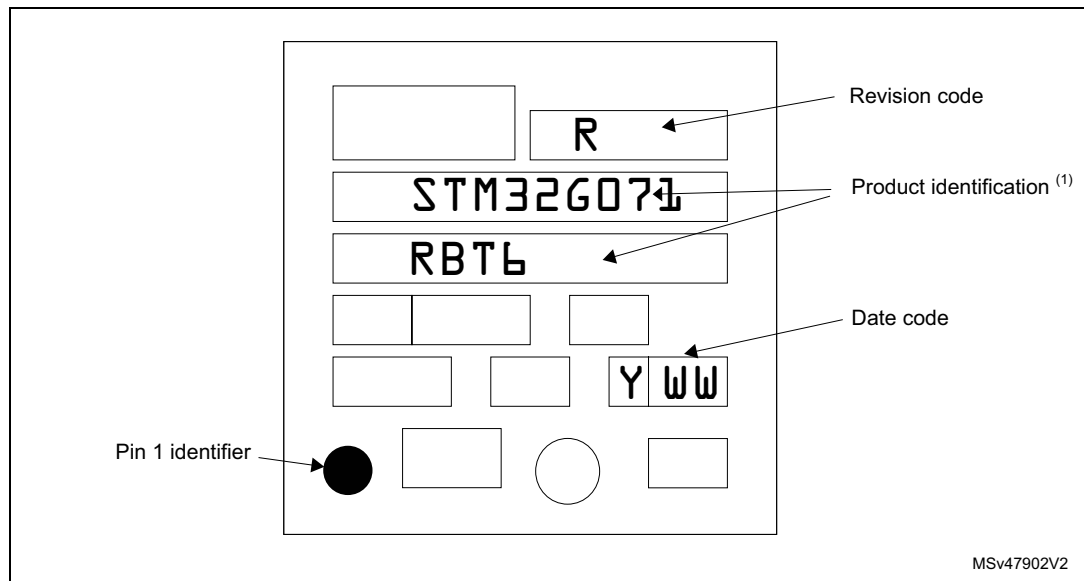 Revision code
R
STM32G071
Product identification (1)
RBT6
Date code
Y WW
Pin 1 identifier
MSv47902V2